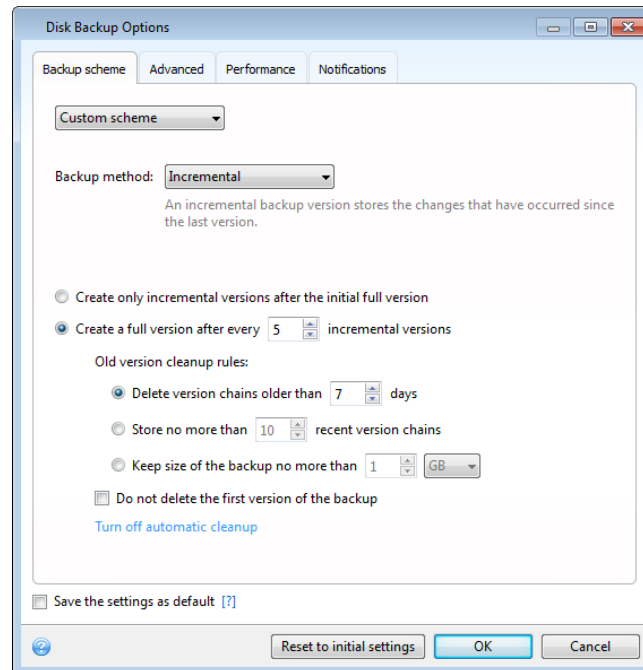 Disk Backup Options
Backup scheme Advanced Performance Notifications
Custom scheme
Backup method: Incremental
An incremental backup version stores the changes that have occurred since
the last version.
Create only incremental versions after the initial full version
Create a full version after every 5 incremental versions
Old version cleanup rules:
Delete version chains older than 7 days
Store no more than 10 recent version chains
Keep size of the backup no more than 1 GB
Do not delete the first version of the backup
Turn off automatic cleanup
Save the settings as default [?]
? Reset to initial settings OK Cancel